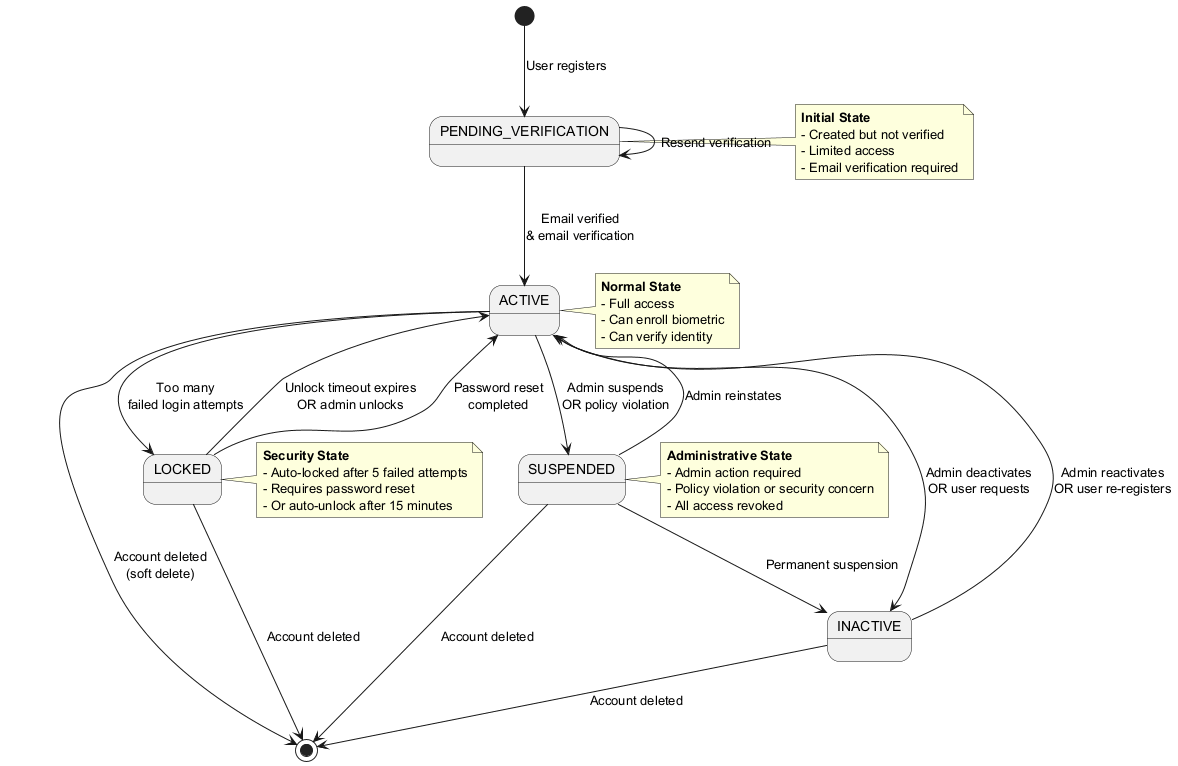 User registers
PENDING_VERIFICATION
Resend verification
Initial State
- Created but not verified
- Limited access
- Email verification required
Email verified
& email verification
ACTIVE
Normal State
- Full access
- Can enroll biometric
- Can verify identity
Too many
failed login attempts
Unlock timeout expires
OR admin unlocks
Password reset
completed
Admin suspends
OR policy violation
Admin reinstates
LOCKED
Security State
- Auto-locked after 5 failed attempts
- Requires password reset
- Or auto-unlock after 15 minutes
SUSPENDED
Administrative State
- Admin action required
- Policy violation or security concern
- All access revoked
Admin deactivates
OR user requests
Admin reactivates
OR user re-registers
Account deleted
(soft delete)
Permanent suspension
Account deleted
Account deleted
INACTIVE
Account deleted